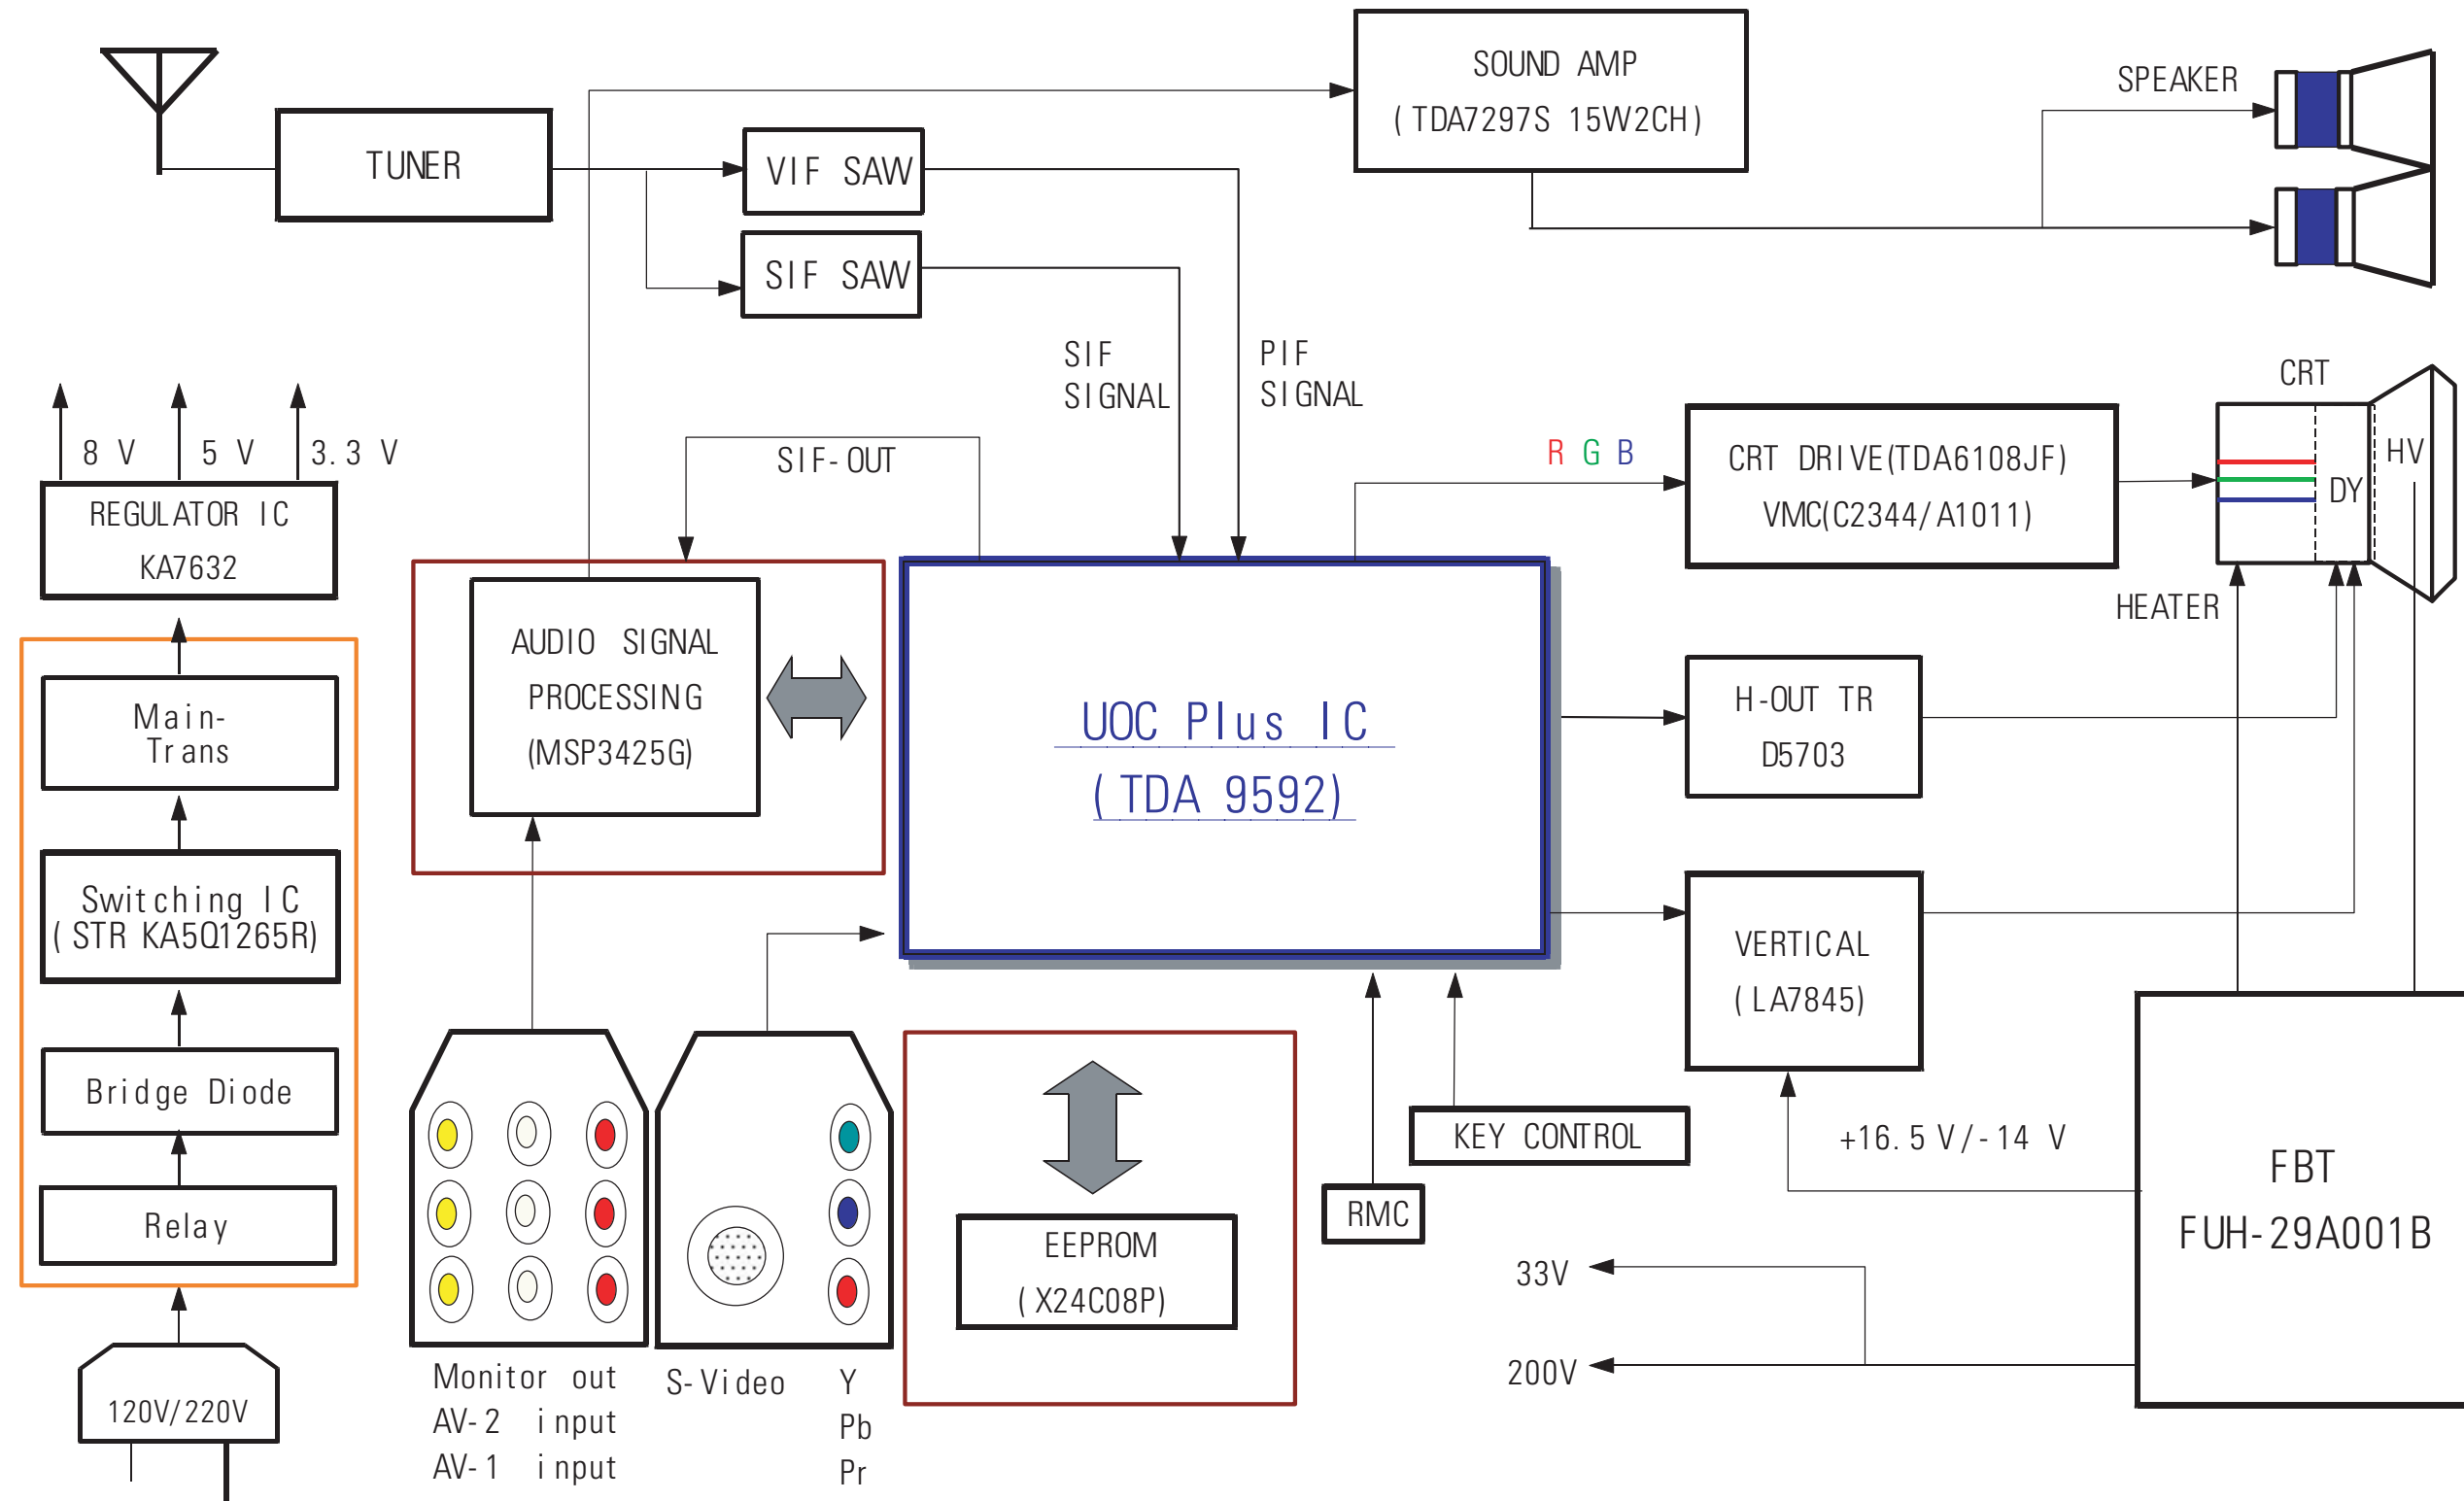 SOUND AMP
(TDA7297S 15W2CH)
SPEAKER
TUNER
VIF SAW
SIF SAW
SIF
SIGNAL
PIF
SIGNAL
8 V
5 V
3.3 V
REGULATOR IC
KA7632
SIF-OUT
R G B
CRT DRIVE(TDA6108JF)
VMC(C2344/A1011)
CRT
HV
DY
HEATER
Main-
Trans
AUDIO SIGNAL
PROCESSING
(MSP3425G)
UOC Plus IC
(TDA 9592)
H-OUT TR
D5703
Switching IC
(STR KA5Q1265R)
VERTICAL
(LA7845)
Bridge Diode
Relay
120V/220V
Monitor out
AV-2 input
AV-1 input
S-Video
Y
Pb
Pr
EEPROM
(X24C08P)
RMC
KEY CONTROL
+16.5V/-14 V
33V
200V
FBT
FUH-29A001B